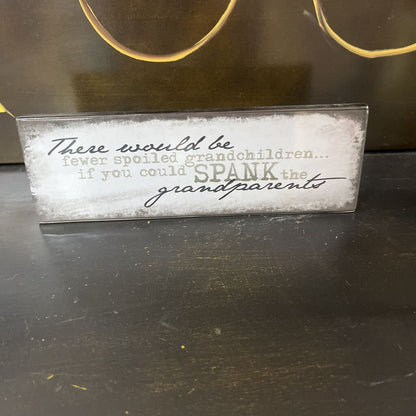 There would be
fewer spoiled grandchildren...
if you could SPANK the
grandparents